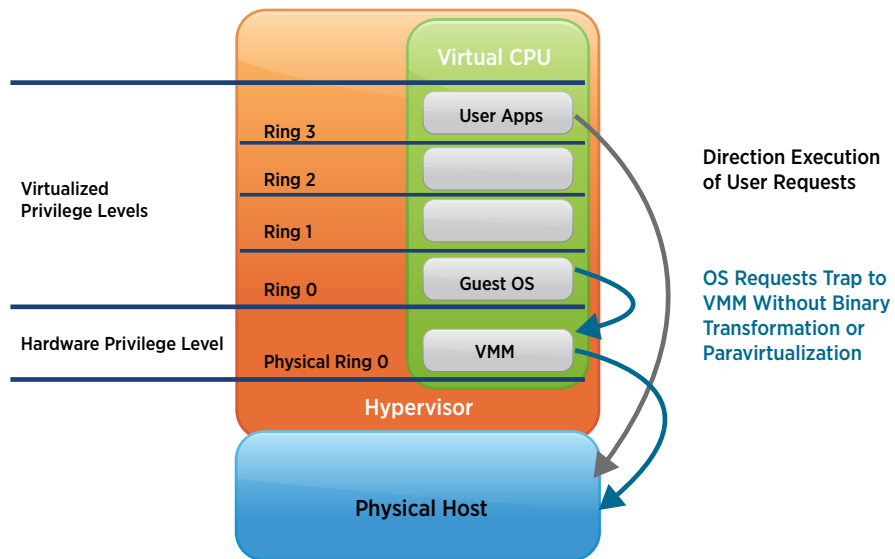 Virtual CPU
User Apps
Ring 3
Direction Execution
of User Requests
Ring 2
Virtualized
Privilege Levels
Ring 1
Ring 0
Guest OS
OS Requests Trap to
VMM Without Binary
Transformation or
Paravirtualization
Hardware Privilege Level
Physical Ring 0
VMM
Hypervisor
Physical Host